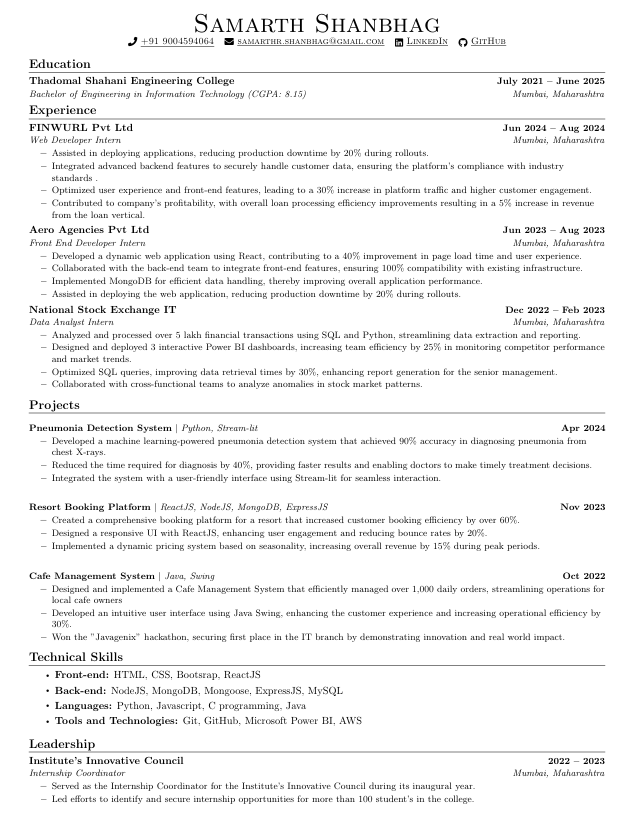 Samarth Shanbhag
+91 9004594064 samarthr.shanbhag@gmail.com LinkedIn GitHub
Education
Thadomal Shahani Engineering College July 2021 – June 2025
Bachelor of Engineering in Information Technology (CGPA: 8.15) Mumbai, Maharashtra
Experience
FINWURL Pvt Ltd Jun 2024 – Aug 2024
Web Developer Intern Mumbai, Maharashtra
– Assisted in deploying applications, reducing production downtime by 20% during rollouts.
– Integrated advanced backend features to securely handle customer data, ensuring the platform's compliance with industry
standards .
– Optimized user experience and front-end features, leading to a 30% increase in platform traffic and higher customer engagement.
– Contributed to company's profitability, with overall loan processing efficiency improvements resulting in a 5% increase in revenue
from the loan vertical.
Aero Agencies Pvt Ltd Jun 2023 – Aug 2023
Front End Developer Intern Mumbai, Maharashtra
– Developed a dynamic web application using React, contributing to a 40% improvement in page load time and user experience.
– Collaborated with the back-end team to integrate front-end features, ensuring 100% compatibility with existing infrastructure.
– Implemented MongoDB for efficient data handling, thereby improving overall application performance.
– Assisted in deploying the web application, reducing production downtime by 20% during rollouts.
National Stock Exchange IT Dec 2022 – Feb 2023
Data Analyst Intern Mumbai, Maharashtra
– Analyzed and processed over 5 lakh financial transactions using SQL and Python, streamlining data extraction and reporting.
– Designed and deployed 3 interactive Power BI dashboards, increasing team efficiency by 25% in monitoring competitor performance
and market trends.
– Optimized SQL queries, improving data retrieval times by 30%, enhancing report generation for the senior management.
– Collaborated with cross-functional teams to analyze anomalies in stock market patterns.
Projects
Pneumonia Detection System | Python, Stream-lit Apr 2024
– Developed a machine learning-powered pneumonia detection system that achieved 90% accuracy in diagnosing pneumonia from
chest X-rays.
– Reduced the time required for diagnosis by 40%, providing faster results and enabling doctors to make timely treatment decisions.
– Integrated the system with a user-friendly interface using Stream-lit for seamless interaction.
Resort Booking Platform | ReactJS, NodeJS, MongoDB, ExpressJS Nov 2023
– Created a comprehensive booking platform for a resort that increased customer booking efficiency by over 60%.
– Designed a responsive UI with ReactJS, enhancing user engagement and reducing bounce rates by 20%.
– Implemented a dynamic pricing system based on seasonality, increasing overall revenue by 15% during peak periods.
Cafe Management System | Java, Swing Oct 2022
– Designed and implemented a Cafe Management System that efficiently managed over 1,000 daily orders, streamlining operations for
local cafe owners
– Developed an intuitive user interface using Java Swing, enhancing the customer experience and increasing operational efficiency by
30%.
– Won the "Javagenix" hackathon, securing first place in the IT branch by demonstrating innovation and real world impact.
Technical Skills
• Front-end: HTML, CSS, Bootsrap, ReactJS
• Back-end: NodeJS, MongoDB, Mongoose, ExpressJS, MySQL
• Languages: Python, Javascript, C programming, Java
• Tools and Technologies: Git, GitHub, Microsoft Power BI, AWS
Leadership
Institute's Innovative Council 2022 – 2023
Internship Coordinator Mumbai, Maharashtra
– Served as the Internship Coordinator for the Institute's Innovative Council during its inaugural year.
– Led efforts to identify and secure internship opportunities for more than 100 student's in the college.